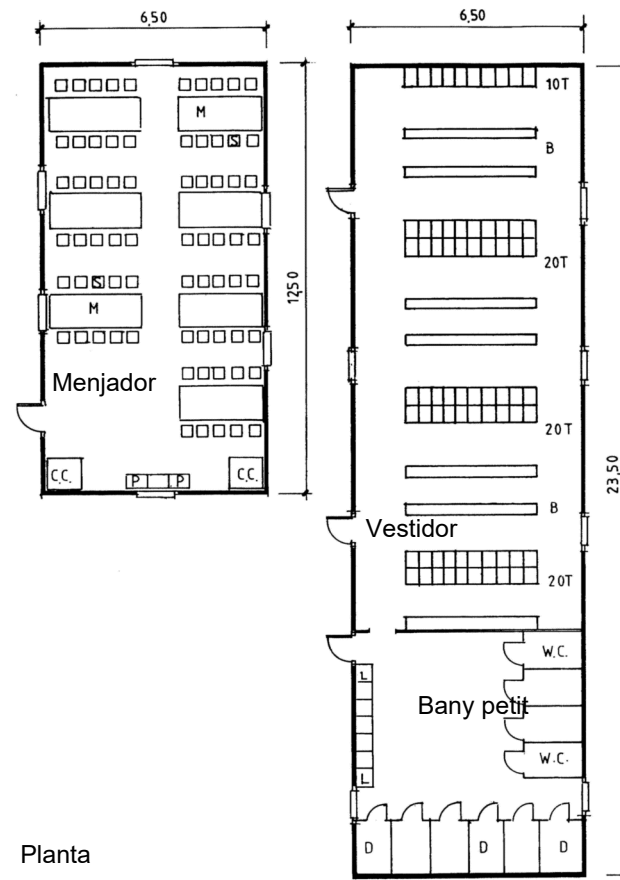 6,50
6,50
M
S
S
M
12,50
Menjador
C.C.
P
P
C.C.
10T
B
20T
20T
23,50
B
Vestidor
20T
W.C.
L
Bany petit
W.C.
L
D
D
D
Planta